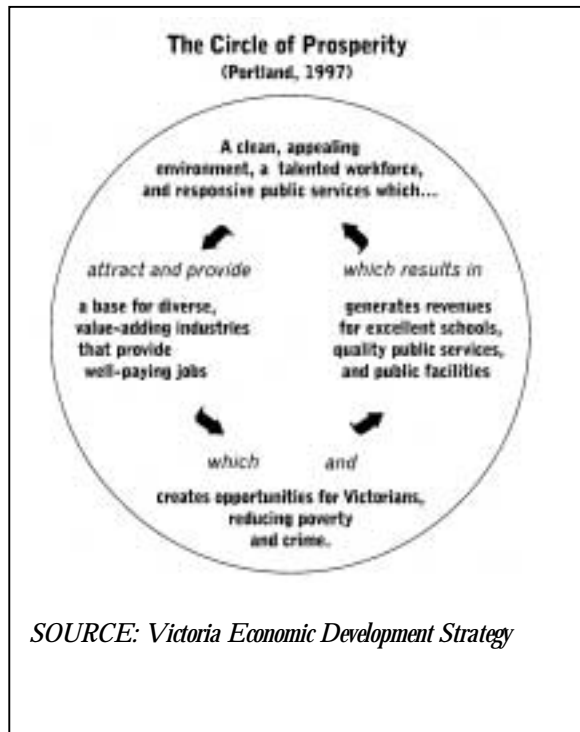 The Circle of Prosperity
(Portland, 1997)
A clean, appealing
environment, a talented workforce,
and responsive public services which...
attract and provide
a base for diverse,
value-adding industries
that provide
well-paying jobs
which
creates opportunities for Victorians,
reducing poverty
and crime.
and
generates revenues
for excellent schools,
quality public services,
and public facilities
which results in
SOURCE: Victoria Economic Development Strategy